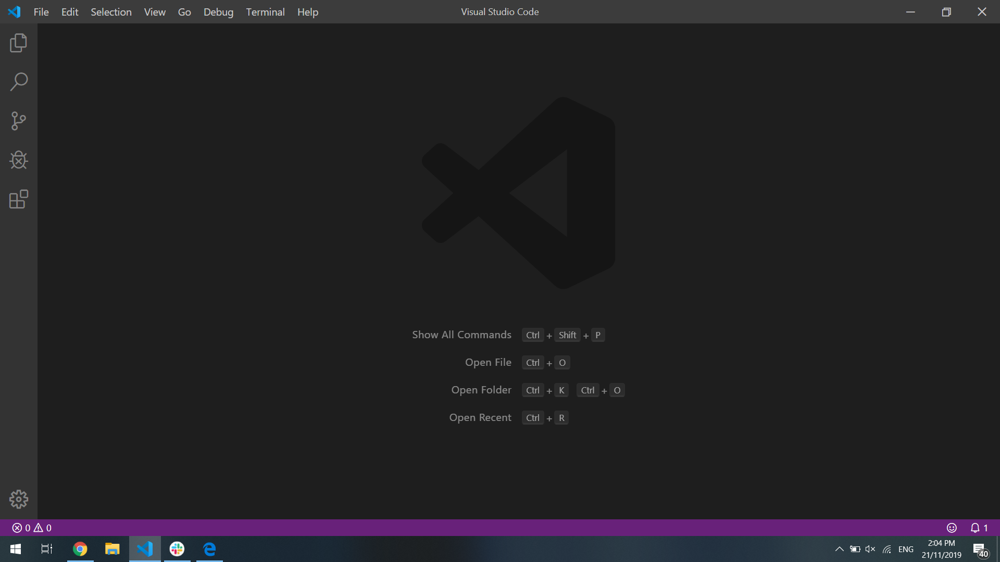 File Edit Selection View Go Debug Terminal Help Visual Studio Code
Show All Commands Ctrl + Shift + P
Open File Ctrl + O
Open Folder Ctrl + K Ctrl + O
Open Recent Ctrl + R
0 0 1
ENG 2:04 PM
21/11/2019 40